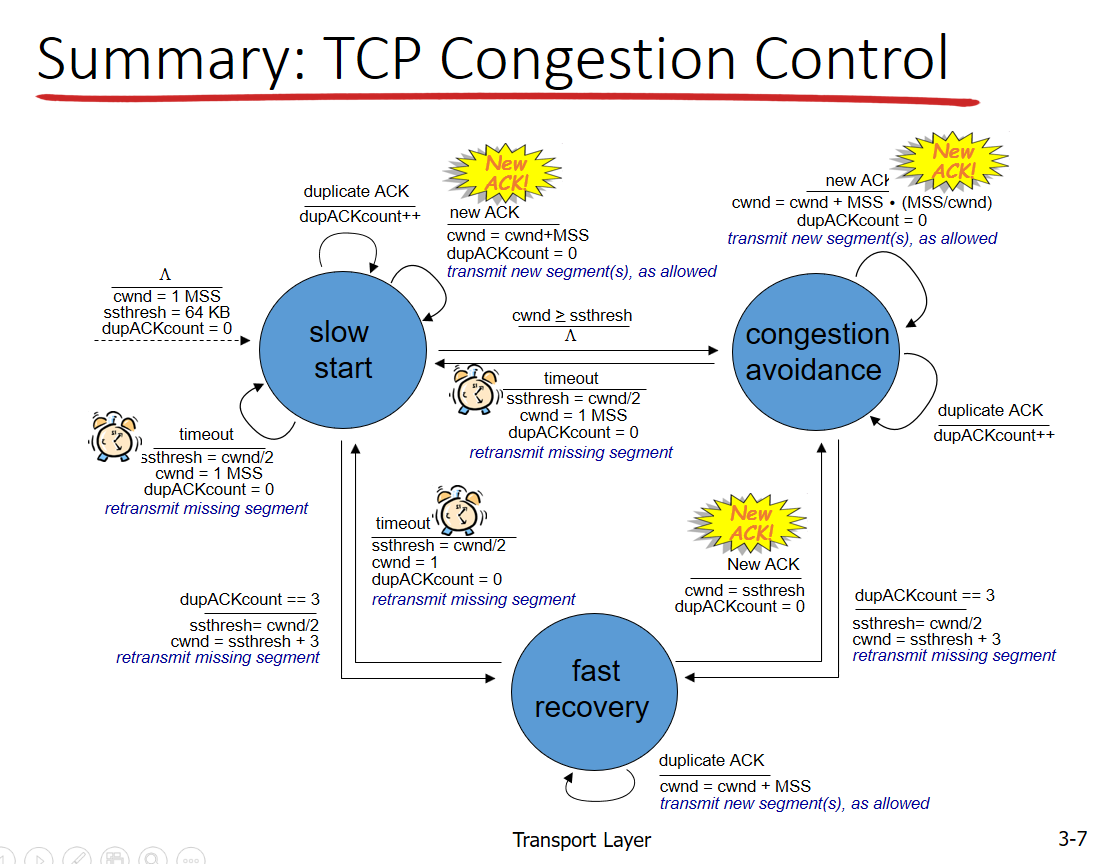 Summary: TCP Congestion Control
duplicate ACK
dupACKcount++
New
ACK!
new ACK
cwnd = cwnd+MSS
dupACKcount = 0
transmit new segment(s), as allowed
New
ACK!
new ACK
cwnd = cwnd + MSS • (MSS/cwnd)
dupACKcount = 0
transmit new segment(s), as allowed
Λ
cwnd = 1 MSS
ssthresh = 64 KB
dupACKcount = 0
slow
start
cwnd ≥ ssthresh
Λ
congestion
avoidance
timeout
ssthresh = cwnd/2
cwnd = 1 MSS
dupACKcount = 0
retransmit missing segment
duplicate ACK
dupACKcount++
timeout
ssthresh = cwnd/2
cwnd = 1 MSS
dupACKcount = 0
retransmit missing segment
timeout
ssthresh = cwnd/2
cwnd = 1
dupACKcount = 0
retransmit missing segment
New
ACK!
New ACK
cwnd = ssthresh
dupACKcount = 0
dupACKcount == 3
ssthresh= cwnd/2
cwnd = ssthresh + 3
retransmit missing segment
dupACKcount == 3
ssthresh= cwnd/2
cwnd = ssthresh + 3
retransmit missing segment
fast
recovery
duplicate ACK
cwnd = cwnd + MSS
transmit new segment(s), as allowed
Transport Layer
3-7